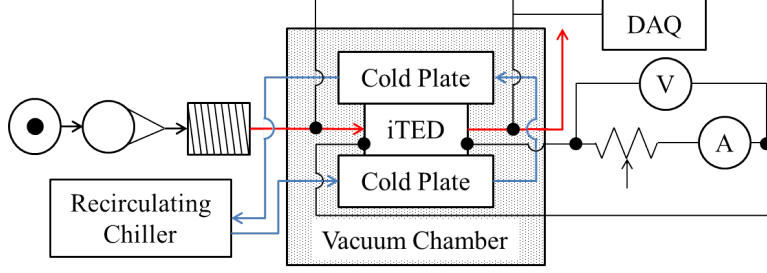 DAQ
Cold Plate
V
iTED
A
Cold Plate
Recirculating
Chiller
Vacuum Chamber